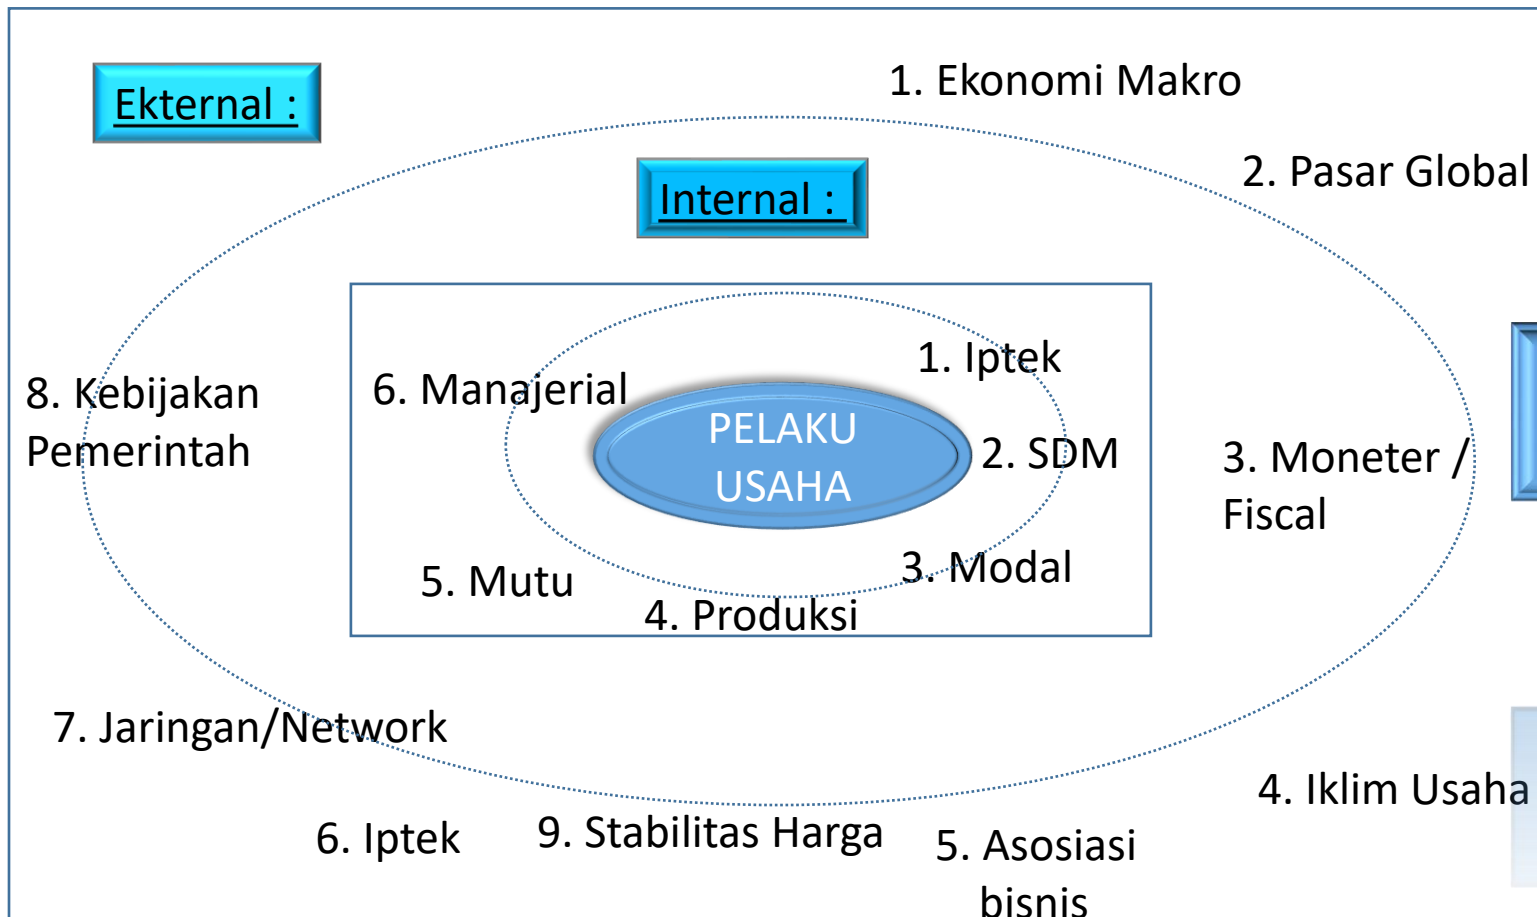 Ekternal :
1. Ekonomi Makro
2. Pasar Global
Internal :
1. Iptek
6. Manajerial
8. Kebijakan
Pemerintah
PELAKU
USAHA
2. SDM
3. Moneter /
Fiscal
3. Modal
5. Mutu
4. Produksi
7. Jaringan/Network
4. Iklim Usaha
6. Iptek
9. Stabilitas Harga
5. Asosiasi
bisnis